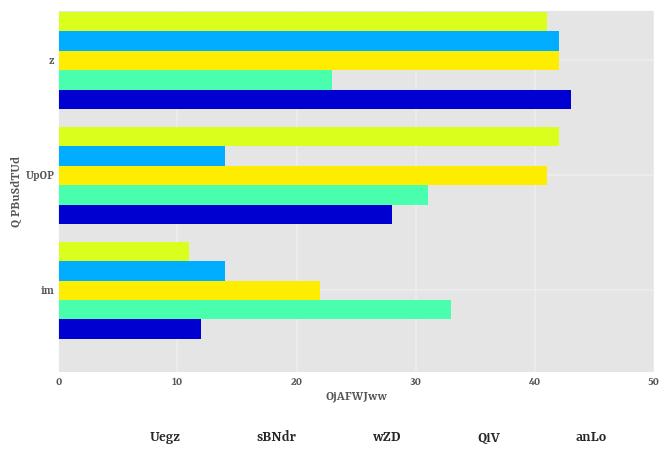 z
UpOP
im
Q PBuSdTUd
0 10 20 30 40 50
OjAFWJww
Uegz sBNdr wZD QiV anLo